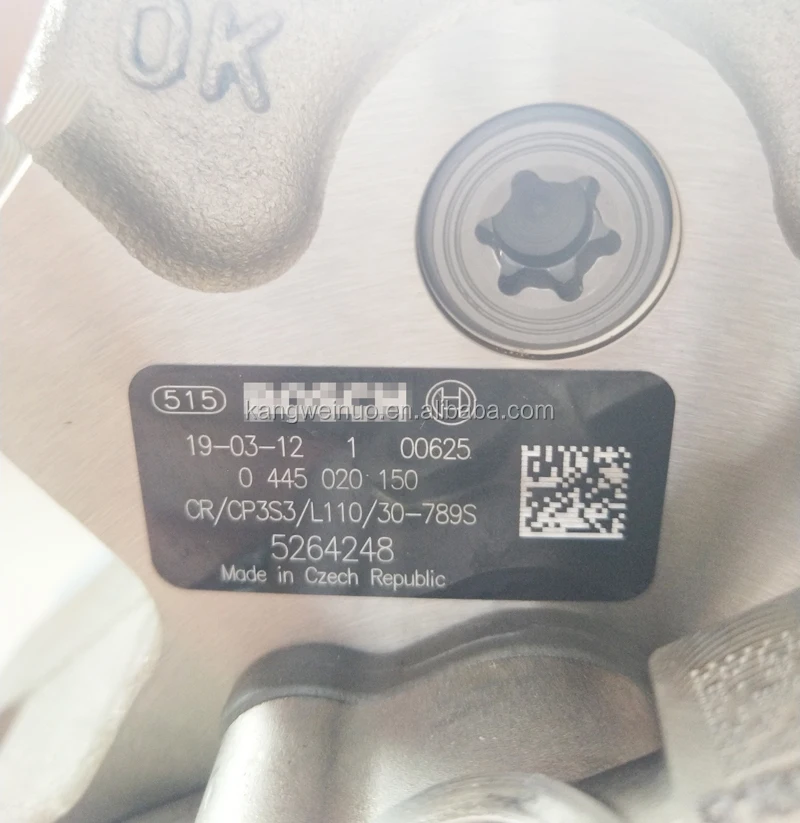 OK
515
kangweinuo.en.alibaba.com
19-03-12 1 00625
0 445 020 150
CR/CP3S3/L110/30-789S
5264248
Made in Czech Republic